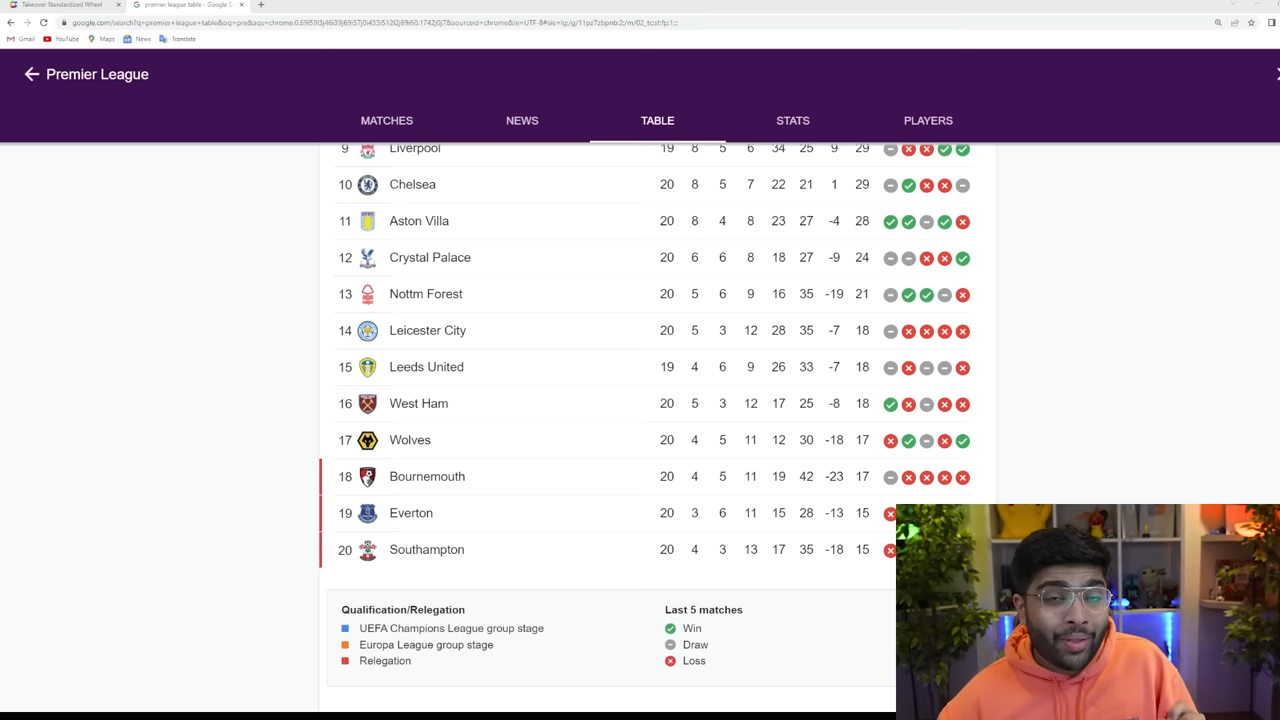 Takeover Standardized Wheel
premier league table - Google S
Gmail YouTube Maps News Translate
Premier League
MATCHES NEWS TABLE STATS PLAYERS
9 Liverpool 19 8 5 6 34 25 9 29
10 Chelsea 20 8 5 7 22 21 1 29
11 Aston Villa 20 8 4 8 23 27 -4 28
12 Crystal Palace 20 6 6 8 18 27 -9 24
13 Nottm Forest 20 5 6 9 16 35 -19 21
14 Leicester City 20 5 3 12 28 35 -7 18
15 Leeds United 19 4 6 9 26 33 -7 18
16 West Ham 20 5 3 12 17 25 -8 18
17 Wolves 20 4 5 11 12 30 -18 17
18 Bournemouth 20 4 5 11 19 42 -23 17
19 Everton 20 3 6 11 15 28 -13 15
20 Southampton 20 4 3 13 17 35 -18 15
Qualification/Relegation Last 5 matches
UEFA Champions League group stage Win
Europa League group stage Draw
Relegation Loss